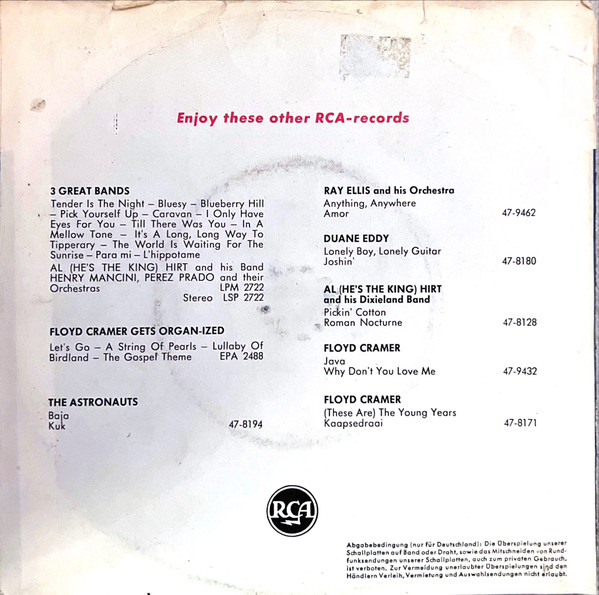 Enjoy these other RCA-records
3 GREAT BANDS
Tender Is The Night – Bluesy – Blueberry Hill
– Pick Yourself Up – Caravan – I Only Have
Eyes For You – Till There Was You – In A
Mellow Tone – It's A Long, Long Way To
Tipperary – The World Is Waiting For The
Sunrise – Para mi – L'hippotame
AL (HE'S THE KING) HIRT and his Band
HENRY MANCINI, PEREZ PRADO and their
Orchestras LPM 2722
Stereo LSP 2722
FLOYD CRAMER GETS ORGAN-IZED
Let's Go – A String Of Pearls – Lullaby Of
Birdland – The Gospel Theme EPA 2488
THE ASTRONAUTS
Baja
Kuk 47-8194
RAY ELLIS and his Orchestra
Anything, Anywhere
Amor 47-9462
DUANE EDDY
Lonely Boy, Lonely Guitar
Joshin' 47-8180
AL (HE'S THE KING) HIRT
and his Dixieland Band
Pickin' Cotton
Roman Nocturne 47-8128
FLOYD CRAMER
Java
Why Don't You Love Me 47-9432
FLOYD CRAMER
(These Are) The Young Years
Kaapsedraai 47-8171
RCA
Abgabebedingung (nur für Deutschland): Die Überspielung unserer
Schallplatten auf Band oder Draht, sowie das Mitschneiden von Rund-
funksendungen unserer Schallplatten, auch zum privaten Gebrauch,
ist verboten. Zur Vermeidung unerlaubter Überspielungen sind den
Händlern Verleih, Vermietung und Auswahlsendungen nicht erlaubt.